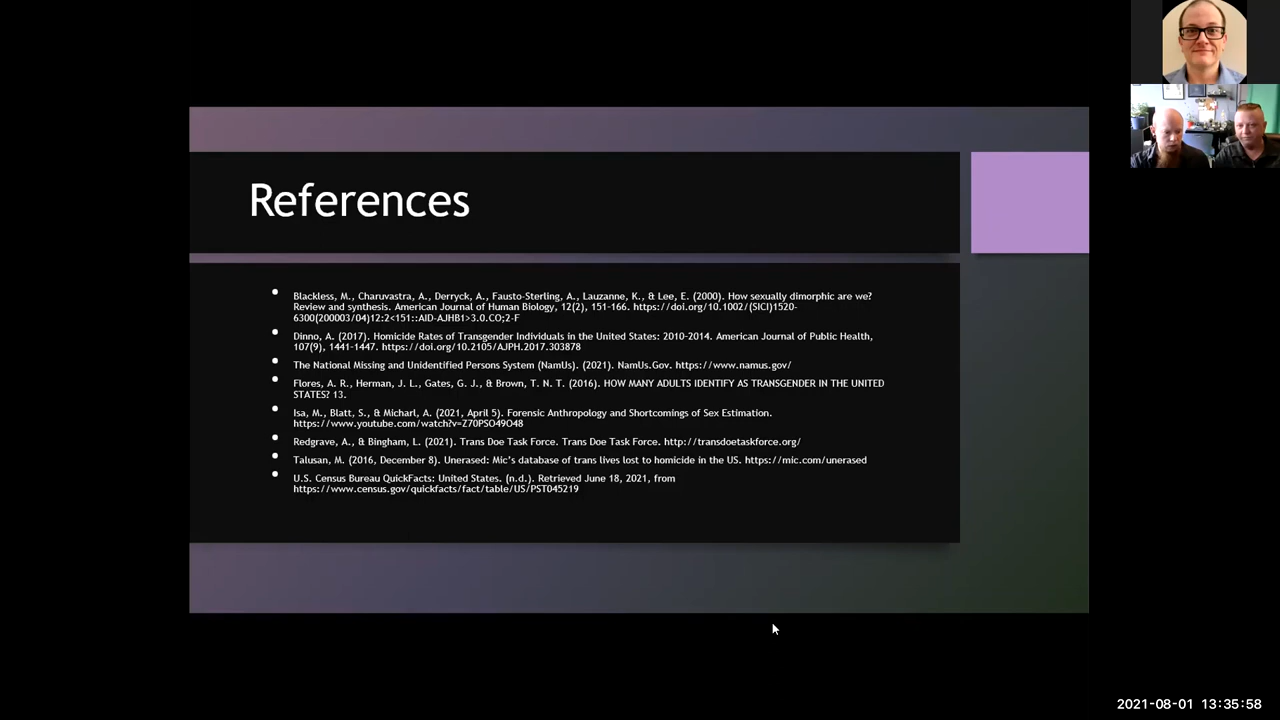 References
Blackless, M., Charuvastra, A., Derryck, A., Fausto-Sterling, A., Lauzanne, K., & Lee, E. (2000). How sexually dimorphic are we?
Review and synthesis. American Journal of Human Biology, 12(2), 151-166. https://doi.org/10.1002/(SICI)1520-
6300(200003/04)12:2<151::AID-AJHB1>3.0.CO;2-F
Dinno, A. (2017). Homicide Rates of Transgender Individuals in the United States: 2010-2014. American Journal of Public Health,
107(9), 1441-1447. https://doi.org/10.2105/AJPH.2017.303878
The National Missing and Unidentified Persons System (NamUs). (2021). NamUs.Gov. https://www.namus.gov/
Flores, A. R., Herman, J. L., Gates, G. J., & Brown, T. N. T. (2016). HOW MANY ADULTS IDENTIFY AS TRANSGENDER IN THE UNITED
STATES? 13.
Isa, M., Blatt, S., & Micharl, A. (2021, April 5). Forensic Anthropology and Shortcomings of Sex Estimation.
https://www.youtube.com/watch?v=Z70PSO49O48
Redgrave, A., & Bingham, L. (2021). Trans Doe Task Force. Trans Doe Task Force. http://transdoetaskforce.org/
Talusan, M. (2016, December 8). Unerased: Mic's database of trans lives lost to homicide in the US. https://mic.com/unerased
U.S. Census Bureau QuickFacts: United States. (n.d.). Retrieved June 18, 2021, from
https://www.census.gov/quickfacts/fact/table/US/PST045219
2021-08-01 13:35:58